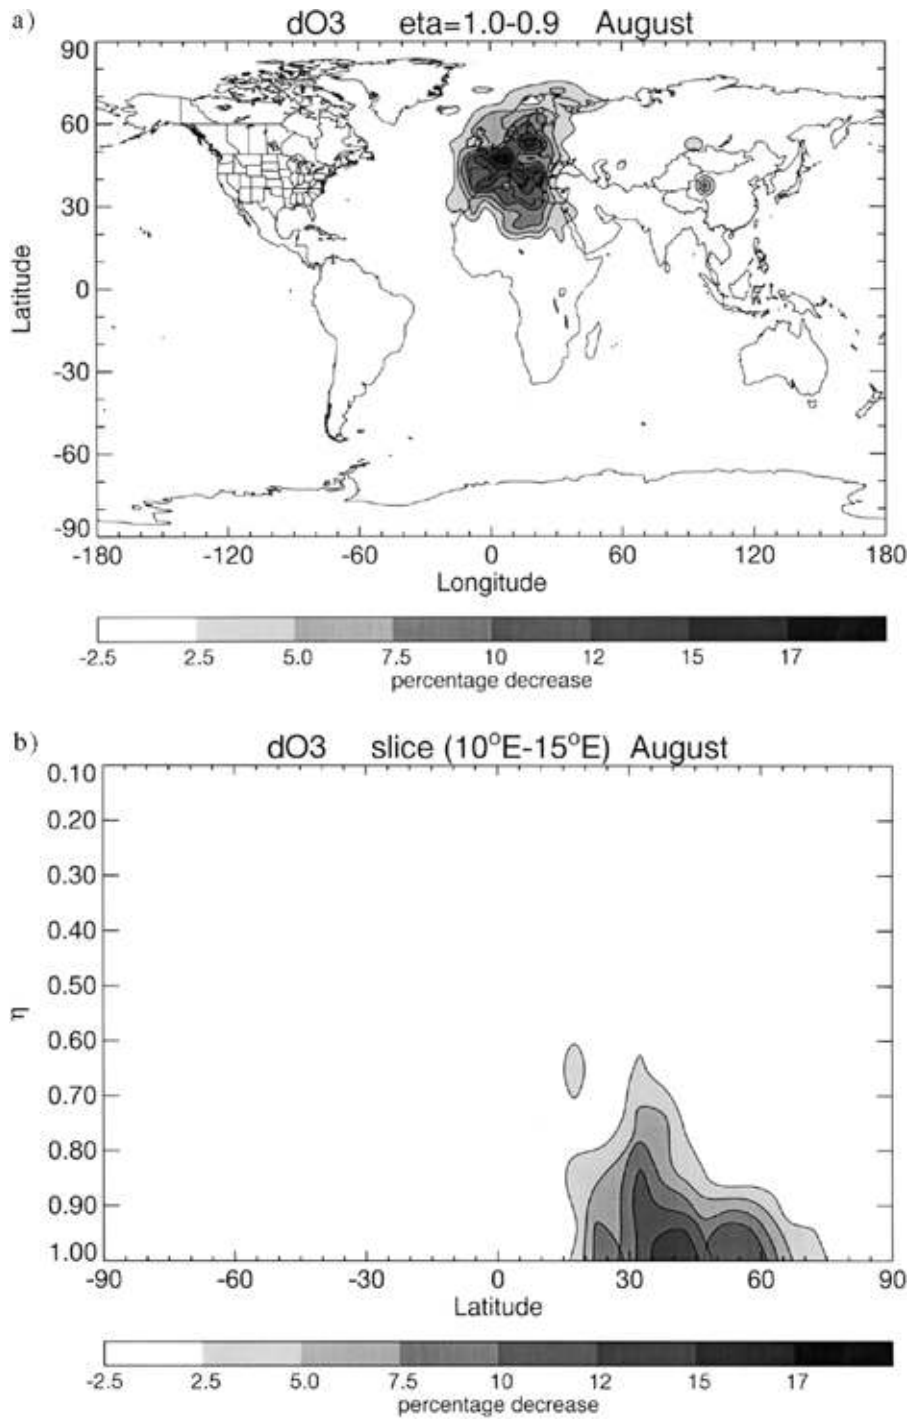 a)
dO3 eta=1.0-0.9 August
90
60
30
0
-30
-60
-90
Latitude
-180 -120 -60 0 60 120 180
Longitude
-2.5 2.5 5.0 7.5 10 12 15 17
percentage decrease
b)
dO3 slice (10°E-15°E) August
0.10
0.20
0.30
0.40
0.50
0.60
0.70
0.80
0.90
1.00
η
-90 -60 -30 0 30 60 90
Latitude
-2.5 2.5 5.0 7.5 10 12 15 17
percentage decrease